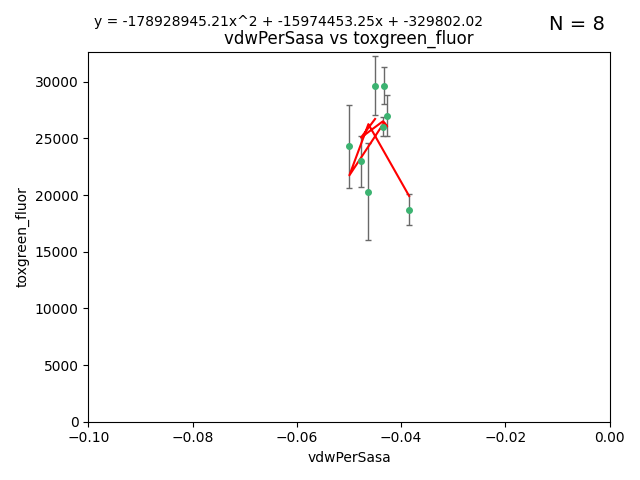 y = -178928945.21x^2 + -15974453.25x + -329802.02
N = 8
vdwPerSasa vs toxgreen_fluor
toxgreen_fluor
30000
25000
20000
15000
10000
5000
0
−0.10 −0.08 −0.06 −0.04 −0.02 0.00
vdwPerSasa